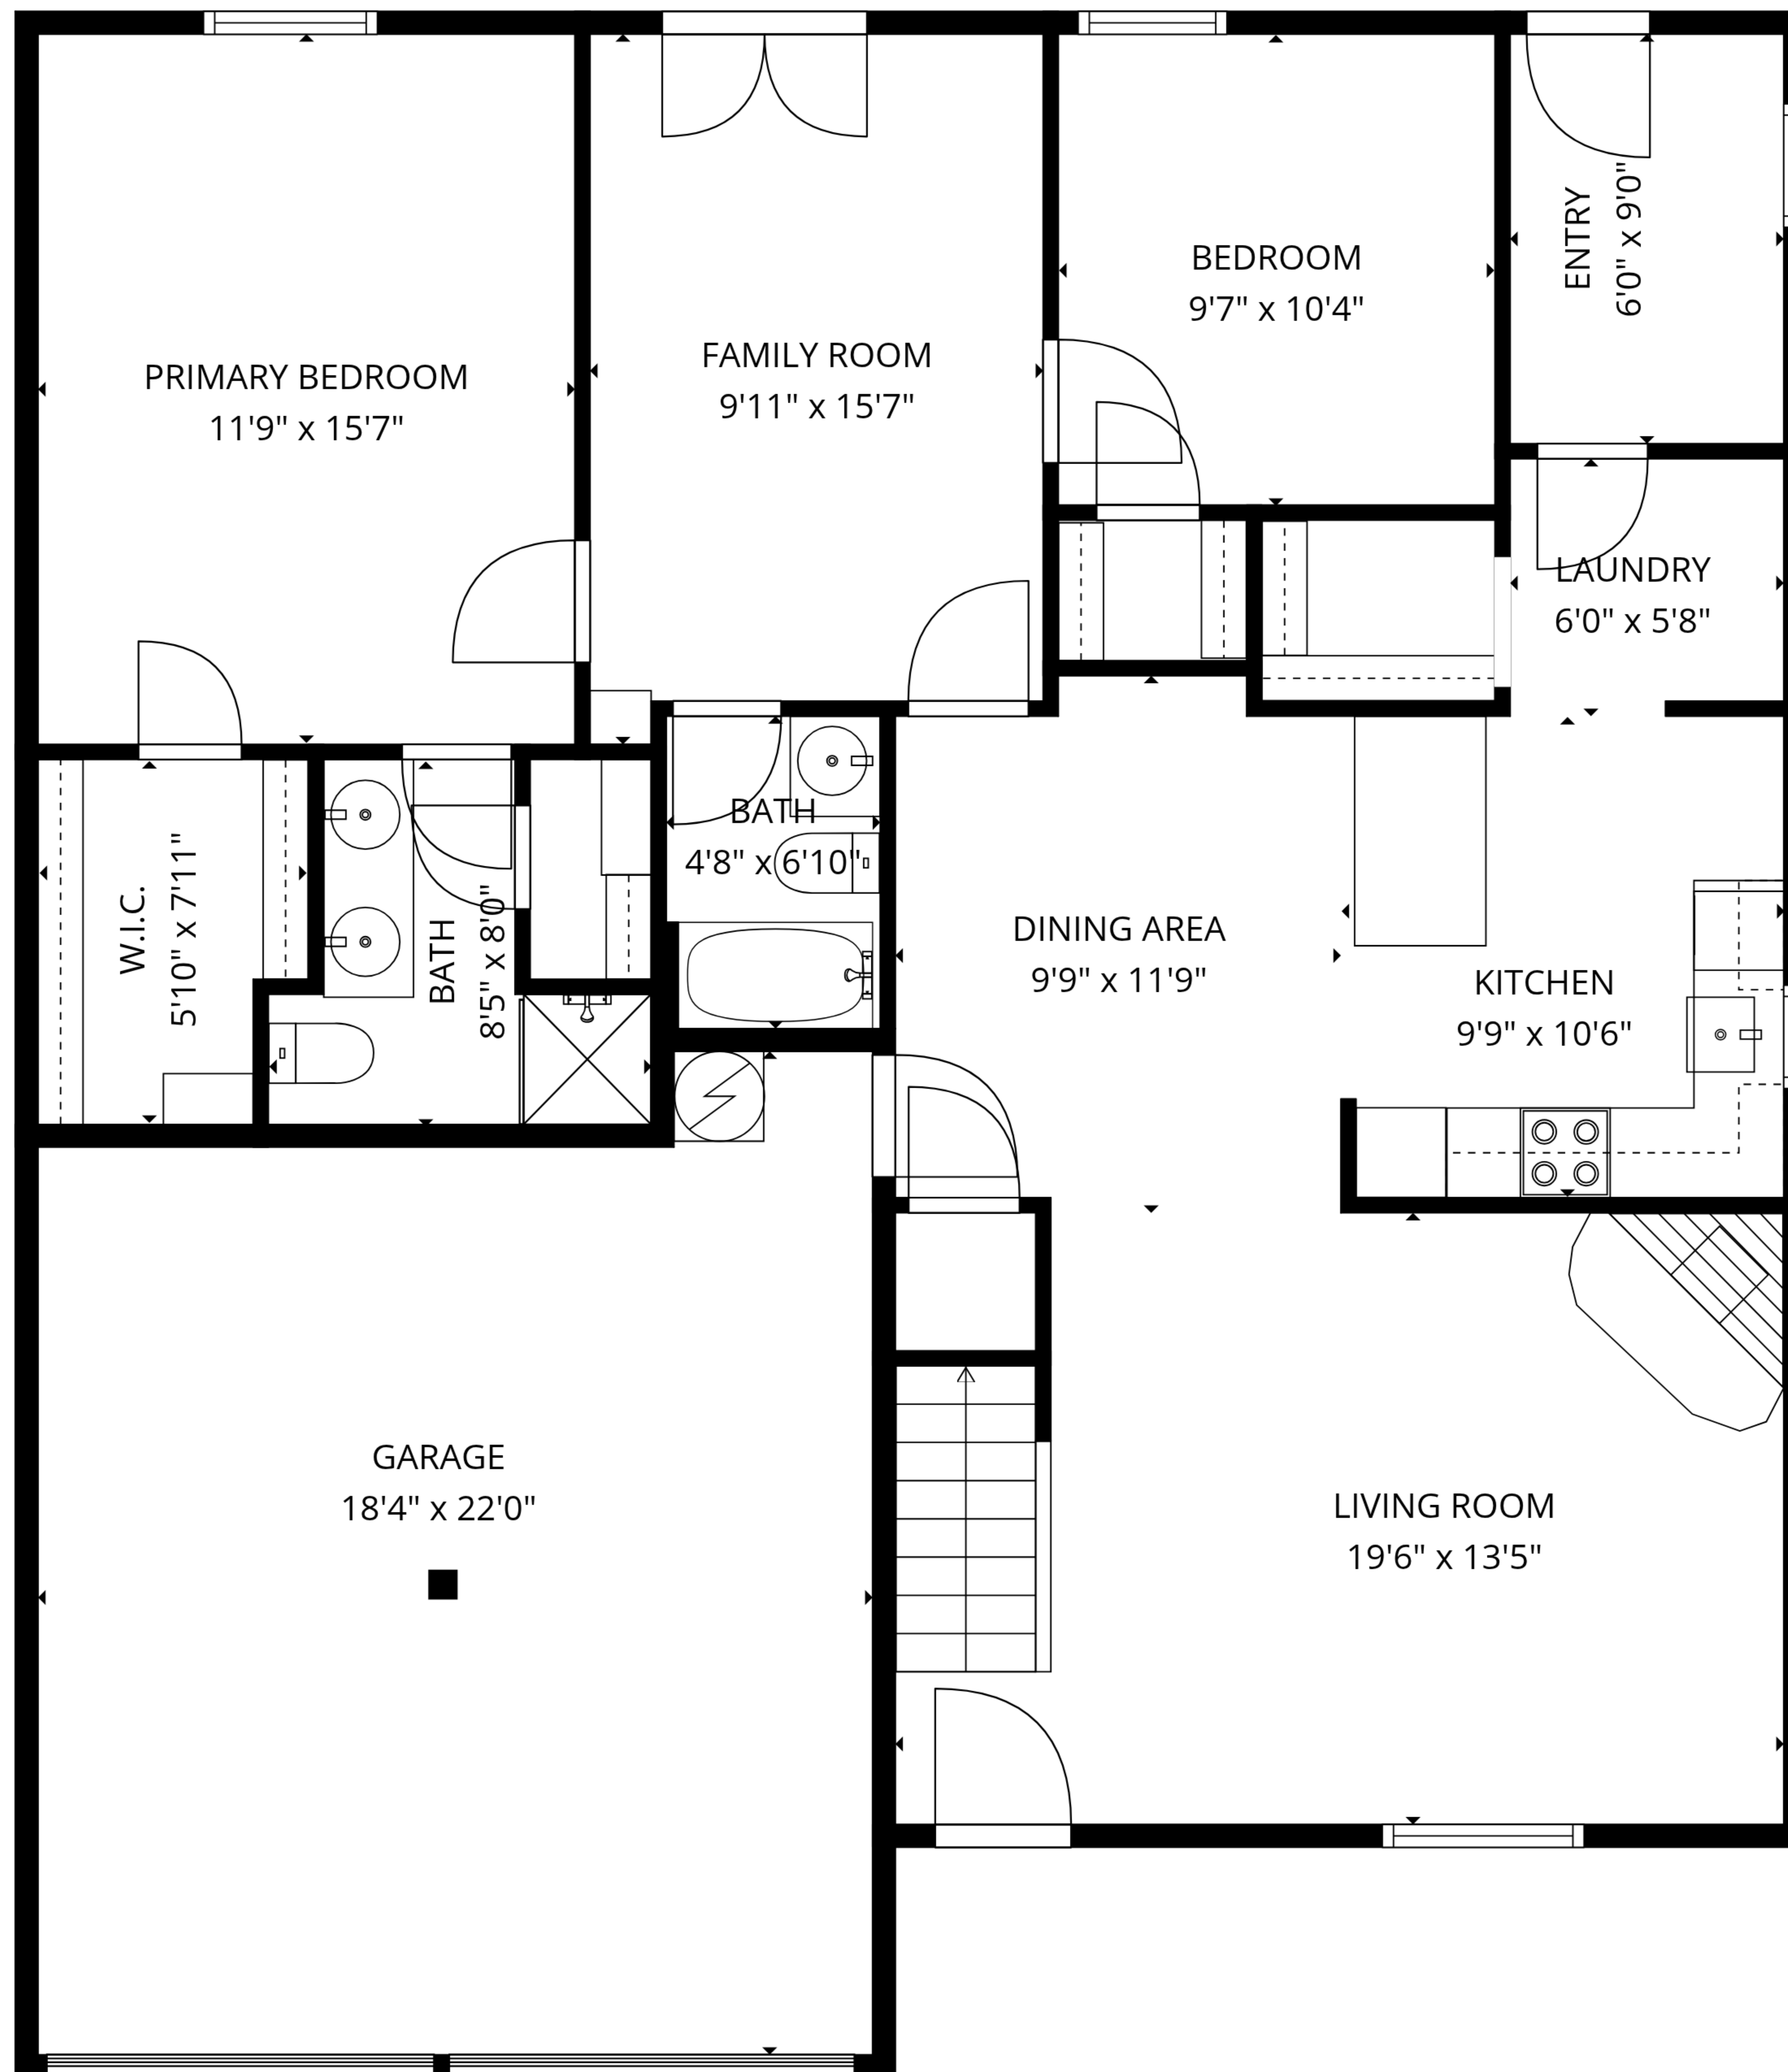 PRIMARY BEDROOM
11'9" x 15'7"
FAMILY ROOM
9'11" x 15'7"
BEDROOM
9'7" x 10'4"
ENTRY
6'0" x 9'0"
LAUNDRY
6'0" x 5'8"
W.I.C.
5'10" x 7'11"
BATH
8'5" x 8'0"
BATH
4'8" x 6'10"
DINING AREA
9'9" x 11'9"
KITCHEN
9'9" x 10'6"
GARAGE
18'4" x 22'0"
LIVING ROOM
19'6" x 13'5"